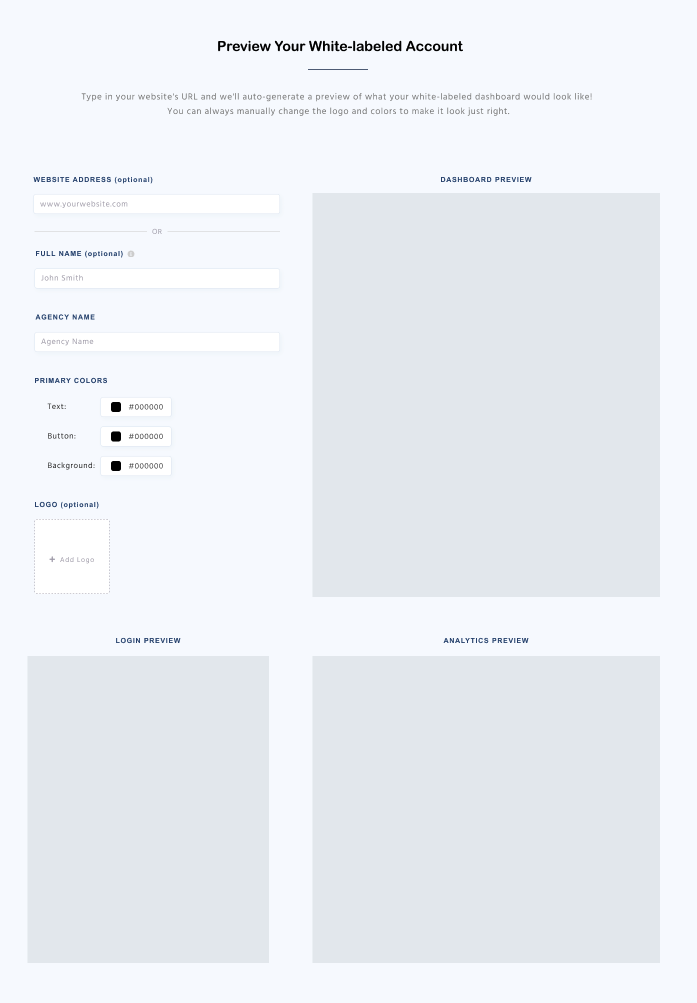 Preview Your White-labeled Account
Type in your website's URL and we'll auto-generate a preview of what your white-labeled dashboard would look like!
You can always manually change the logo and colors to make it look just right.
WEBSITE ADDRESS (optional)
www.yourwebsite.com
OR
FULL NAME (optional)
John Smith
AGENCY NAME
Agency Name
PRIMARY COLORS
Text: #000000
Button: #000000
Background: #000000
LOGO (optional)
+ Add Logo
DASHBOARD PREVIEW
LOGIN PREVIEW
ANALYTICS PREVIEW